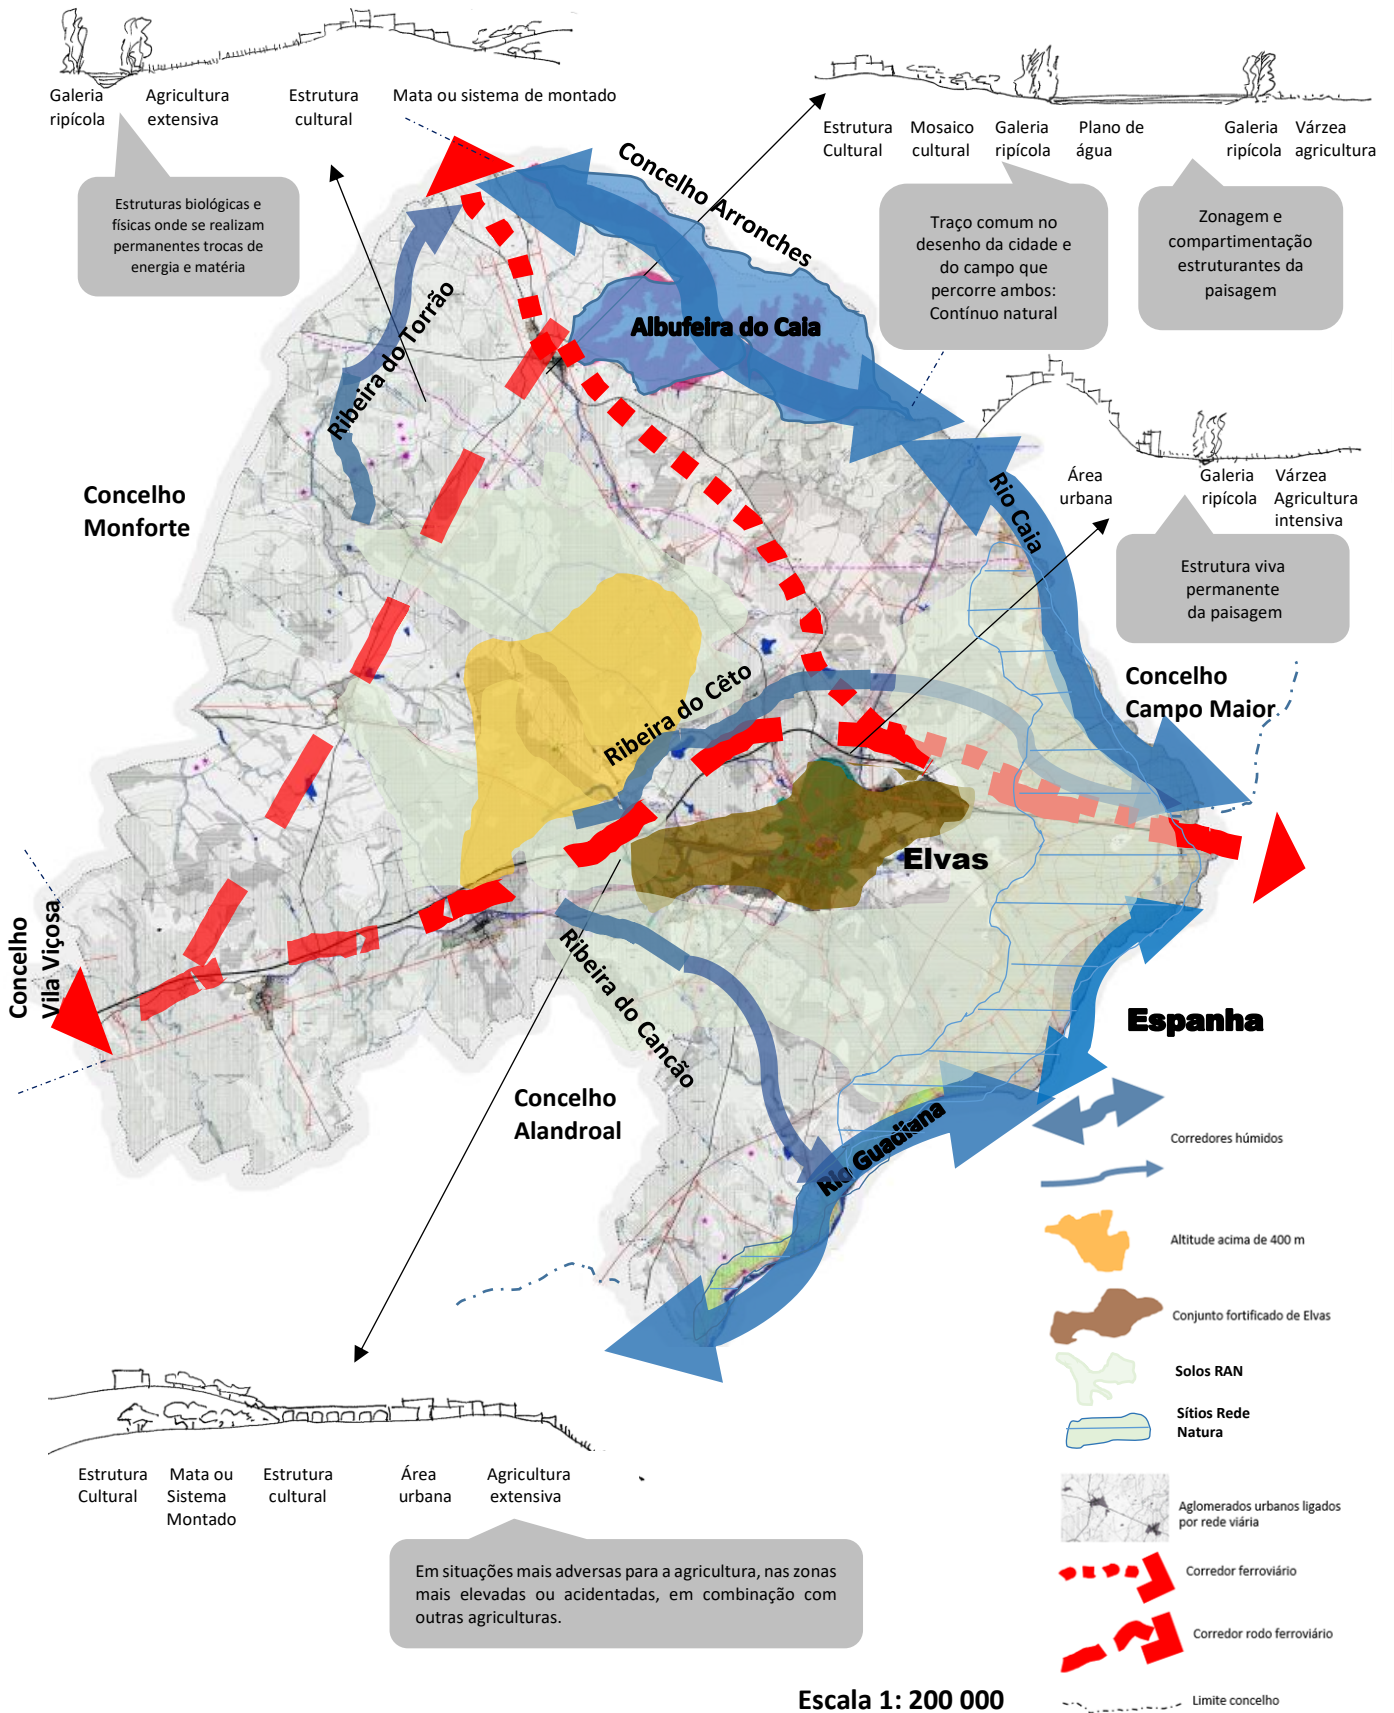 Galeria
ripícola
Agricultura
extensiva
Estrutura
cultural
Mata ou sistema de montado
Estruturas biológicas e
físicas onde se realizam
permanentes trocas de
energia e matéria
Estrutura
Cultural
Mosaico
cultural
Galeria
ripícola
Plano de
água
Galeria
ripícola
Várzea
agricultura
Traço comum no
desenho da cidade e
do campo que
percorre ambos:
Contínuo natural
Zonagem e
compartimentação
estruturantes da
paisagem
Concelho Arronches
Albufeira do Caia
Ribeira do Torrão
Concelho
Monforte
Rio Caia
Área
urbana
Galeria
ripícola
Várzea
Agricultura
intensiva
Estrutura viva
permanente
da paisagem
Concelho
Campo Maior
Ribeira do Cêto
Elvas
Concelho
Vila Viçosa
Ribeira do Cancão
Espanha
Concelho
Alandroal
Rio Guadiana
Corredores húmidos
Altitude acima de 400 m
Conjunto fortificado de Elvas
Solos RAN
Sítios Rede
Natura
Aglomerados urbanos ligados
por rede viária
Corredor ferroviário
Corredor rodo ferroviário
Limite concelho
Estrutura
Cultural
Mata ou
Sistema
Montado
Estrutura
cultural
Área
urbana
Agricultura
extensiva
Em situações mais adversas para a agricultura, nas zonas
mais elevadas ou acidentadas, em combinação com
outras agriculturas.
Escala 1: 200 000